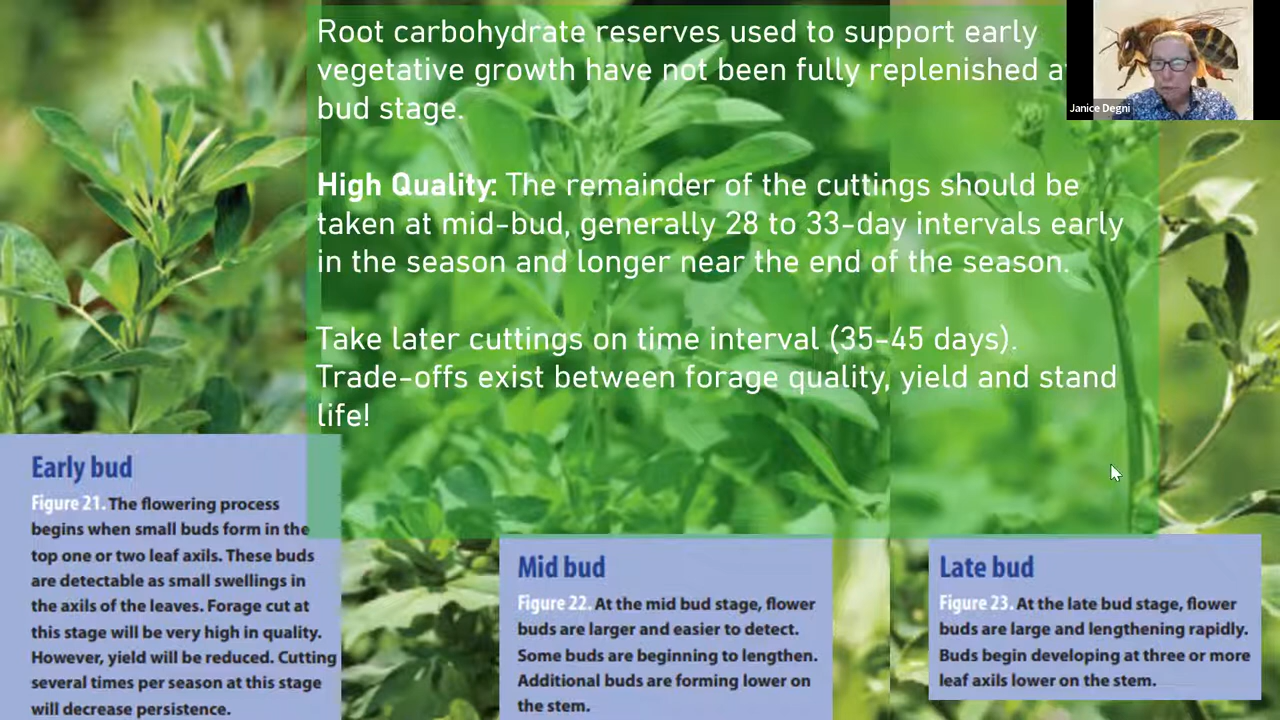 Root carbohydrate reserves used to support early
vegetative growth have not been fully replenished
bud stage.
High Quality: The remainder of the cuttings should be
taken at mid-bud, generally 28 to 33-day intervals early
in the season and longer near the end of the season.
Take later cuttings on time interval (35-45 days).
Trade-offs exist between forage quality, yield and stand
life!
Janice Degni
Early bud
Figure 21. The flowering process
begins when small buds form in the
top one or two leaf axils. These buds
are detectable as small swellings in
the axils of the leaves. Forage cut at
this stage will be very high in quality.
However, yield will be reduced. Cutting
several times per season at this stage
will decrease persistence.
Mid bud
Figure 22. At the mid bud stage, flower
buds are larger and easier to detect.
Some buds are beginning to lengthen.
Additional buds are forming lower on
the stem.
Late bud
Figure 23. At the late bud stage, flower
buds are large and lengthening rapidly.
Buds begin developing at three or more
leaf axils lower on the stem.